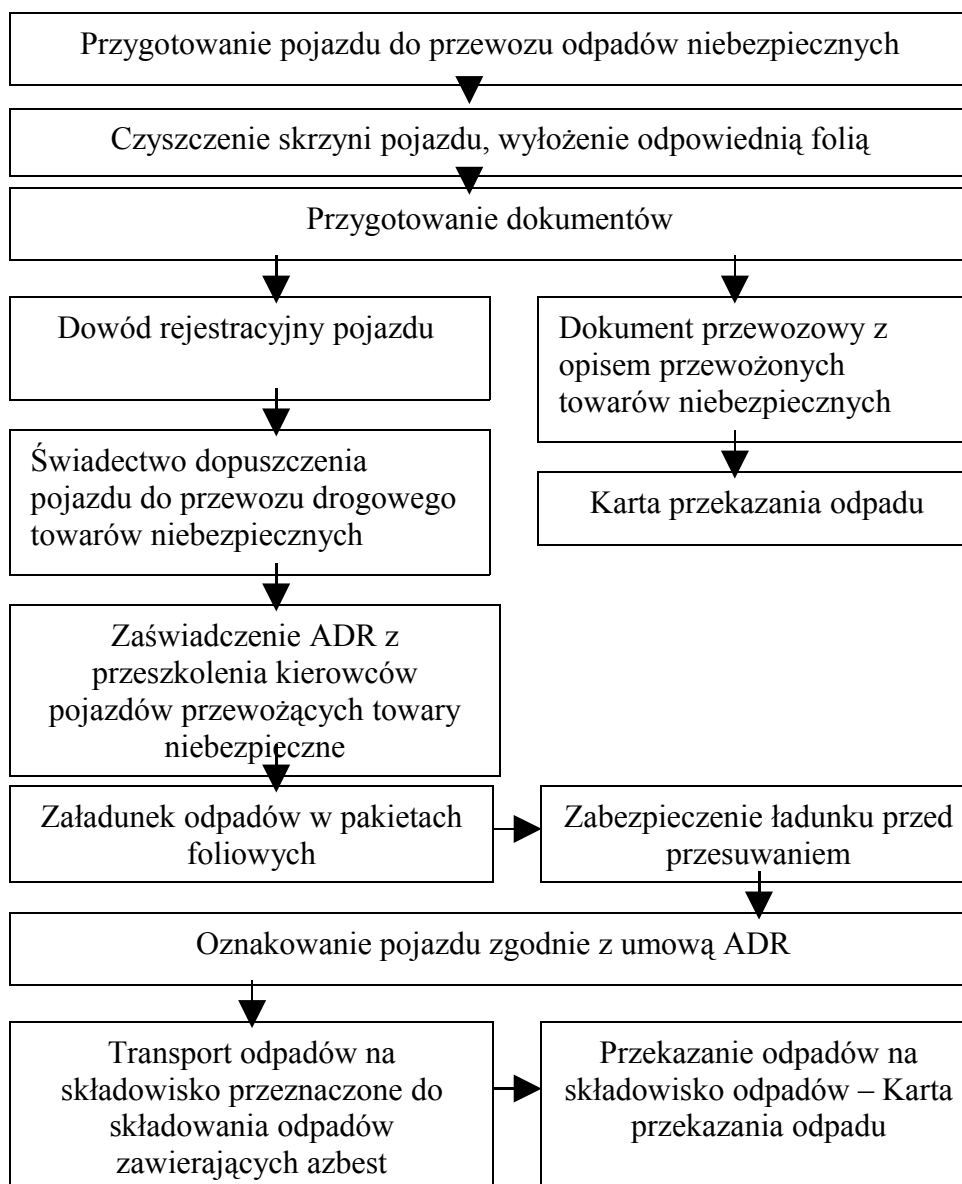 Przygotowanie pojazdu do przewozu odpadów niebezpiecznych
Czyszczenie skrzyni pojazdu, wyłożenie odpowiednią folią
Przygotowanie dokumentów
Dowód rejestracyjny pojazdu
Dokument przewozowy z
opisem przewożonych
towarów niebezpiecznych
Świadectwo dopuszczenia
pojazdu do przewozu drogowego
towarów niebezpiecznych
Karta przekazania odpadu
Zaświadczenie ADR z
przeszkolenia kierowców
pojazdów przewożących towary
niebezpieczne
Załadunek odpadów w pakietach
foliowych
Zabezpieczenie ładunku przed
przesuwaniem
Oznakowanie pojazdu zgodnie z umową ADR
Transport odpadów na
składowisko przeznaczone do
składowania odpadów
zawierających azbest
Przekazanie odpadów na
składowisko odpadów – Karta
przekazania odpadu